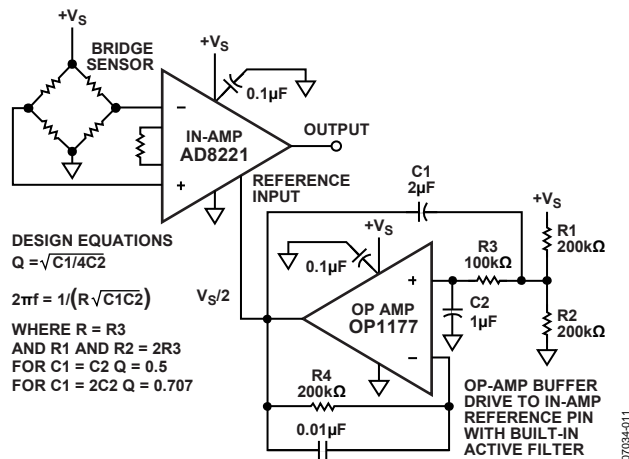 +VS
BRIDGE
SENSOR
+VS
0.1µF
−
IN-AMP
AD8221
+
OUTPUT
REFERENCE
INPUT
C1
2µF
+VS
R1
200kΩ
R3
100kΩ
+VS
0.1µF
+
OP AMP
OP1177
−
C2
1µF
R2
200kΩ
VS/2
R4
200kΩ
0.01µF
DESIGN EQUATIONS
Q = √C1/4C2
2πf = 1/(R√C1C2)
WHERE R = R3
AND R1 AND R2 = 2R3
FOR C1 = C2 Q = 0.5
FOR C1 = 2C2 Q = 0.707
OP-AMP BUFFER
DRIVE TO IN-AMP
REFERENCE PIN
WITH BUILT-IN
ACTIVE FILTER
07034-011